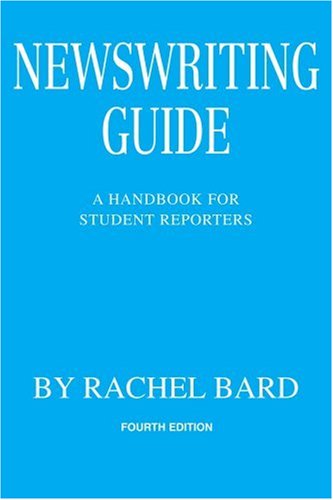 NEWSWRITING
GUIDE
A HANDBOOK FOR
STUDENT REPORTERS
BY RACHEL BARD
FOURTH EDITION